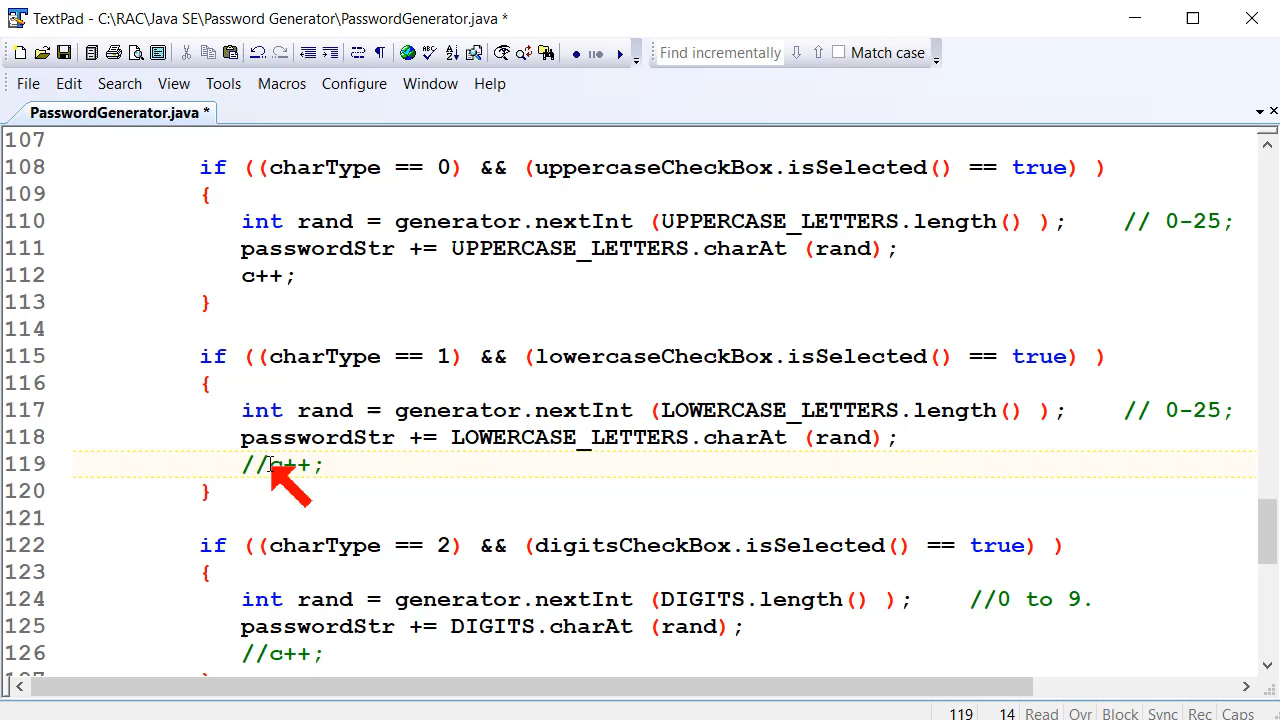 TextPad - C:\RAC\Java SE\Password Generator\PasswordGenerator.java *
Find incrementally Match case
File Edit Search View Tools Macros Configure Window Help
PasswordGenerator.java *
107
108 if ((charType == 0) && (uppercaseCheckBox.isSelected() == true) )
109 {
110 int rand = generator.nextInt (UPPERCASE_LETTERS.length() ); // 0-25;
111 passwordStr += UPPERCASE_LETTERS.charAt (rand);
112 c++;
113 }
114
115 if ((charType == 1) && (lowercaseCheckBox.isSelected() == true) )
116 {
117 int rand = generator.nextInt (LOWERCASE_LETTERS.length() ); // 0-25;
118 passwordStr += LOWERCASE_LETTERS.charAt (rand);
119 //c++;
120 }
121
122 if ((charType == 2) && (digitsCheckBox.isSelected() == true) )
123 {
124 int rand = generator.nextInt (DIGITS.length() ); //0 to 9.
125 passwordStr += DIGITS.charAt (rand);
126 //c++;
119 14 Read Ovr Block Sync Rec Caps